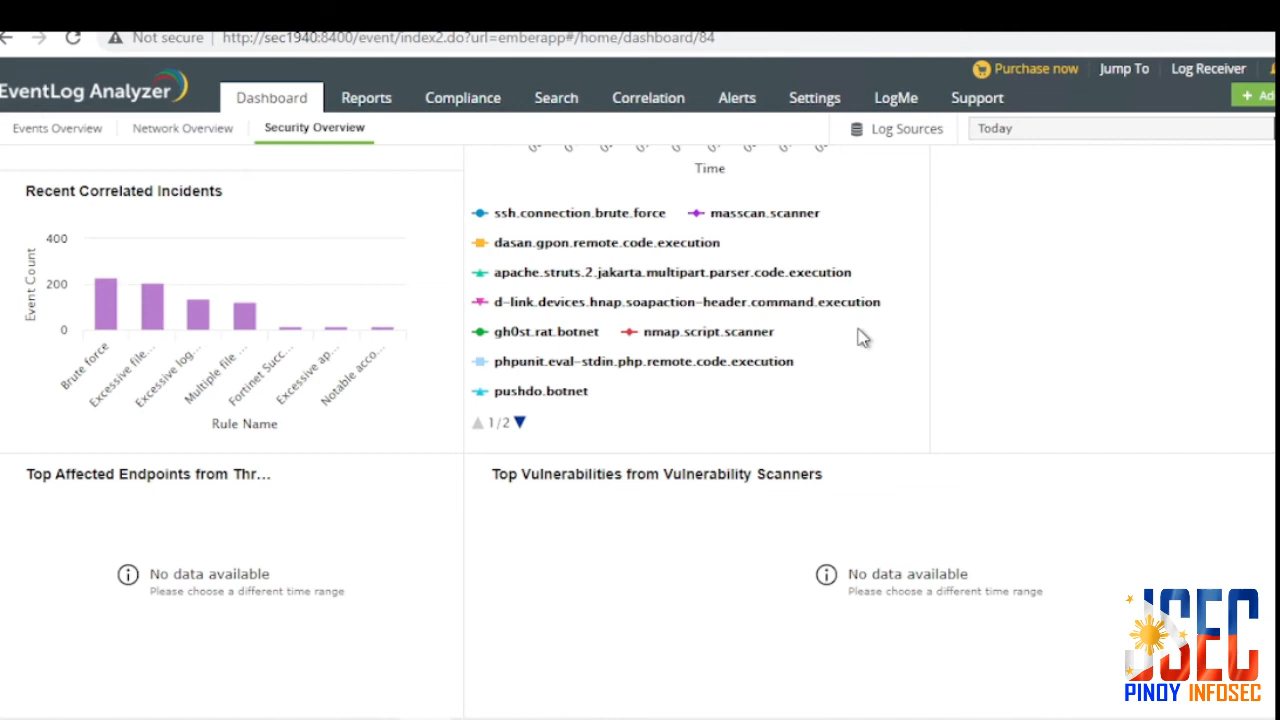 Not secure | http://sec1940:8400/event/index2.do?url=emberapp#/home/dashboard/84
Purchase now Jump To Log Receiver
EventLog Analyzer Dashboard Reports Compliance Search Correlation Alerts Settings LogMe Support + Ad
Events Overview Network Overview Security Overview Log Sources Today
Time
Recent Correlated Incidents
Event Count
400
200
0
Brute force
Excessive file...
Excessive log...
Multiple file ...
Fortinet Succ...
Excessive ap...
Notable acco...
Rule Name
ssh.connection.brute.force masscan.scanner
dasan.gpon.remote.code.execution
apache.struts.2.jakarta.multipart.parser.code.execution
d-link.devices.hnap.soapaction-header.command.execution
gh0st.rat.botnet nmap.script.scanner
phpunit.eval-stdin.php.remote.code.execution
pushdo.botnet
1/2
Top Affected Endpoints from Thr...
No data available
Please choose a different time range
Top Vulnerabilities from Vulnerability Scanners
No data available
Please choose a different time range
JSEC
PINOY INFOSEC